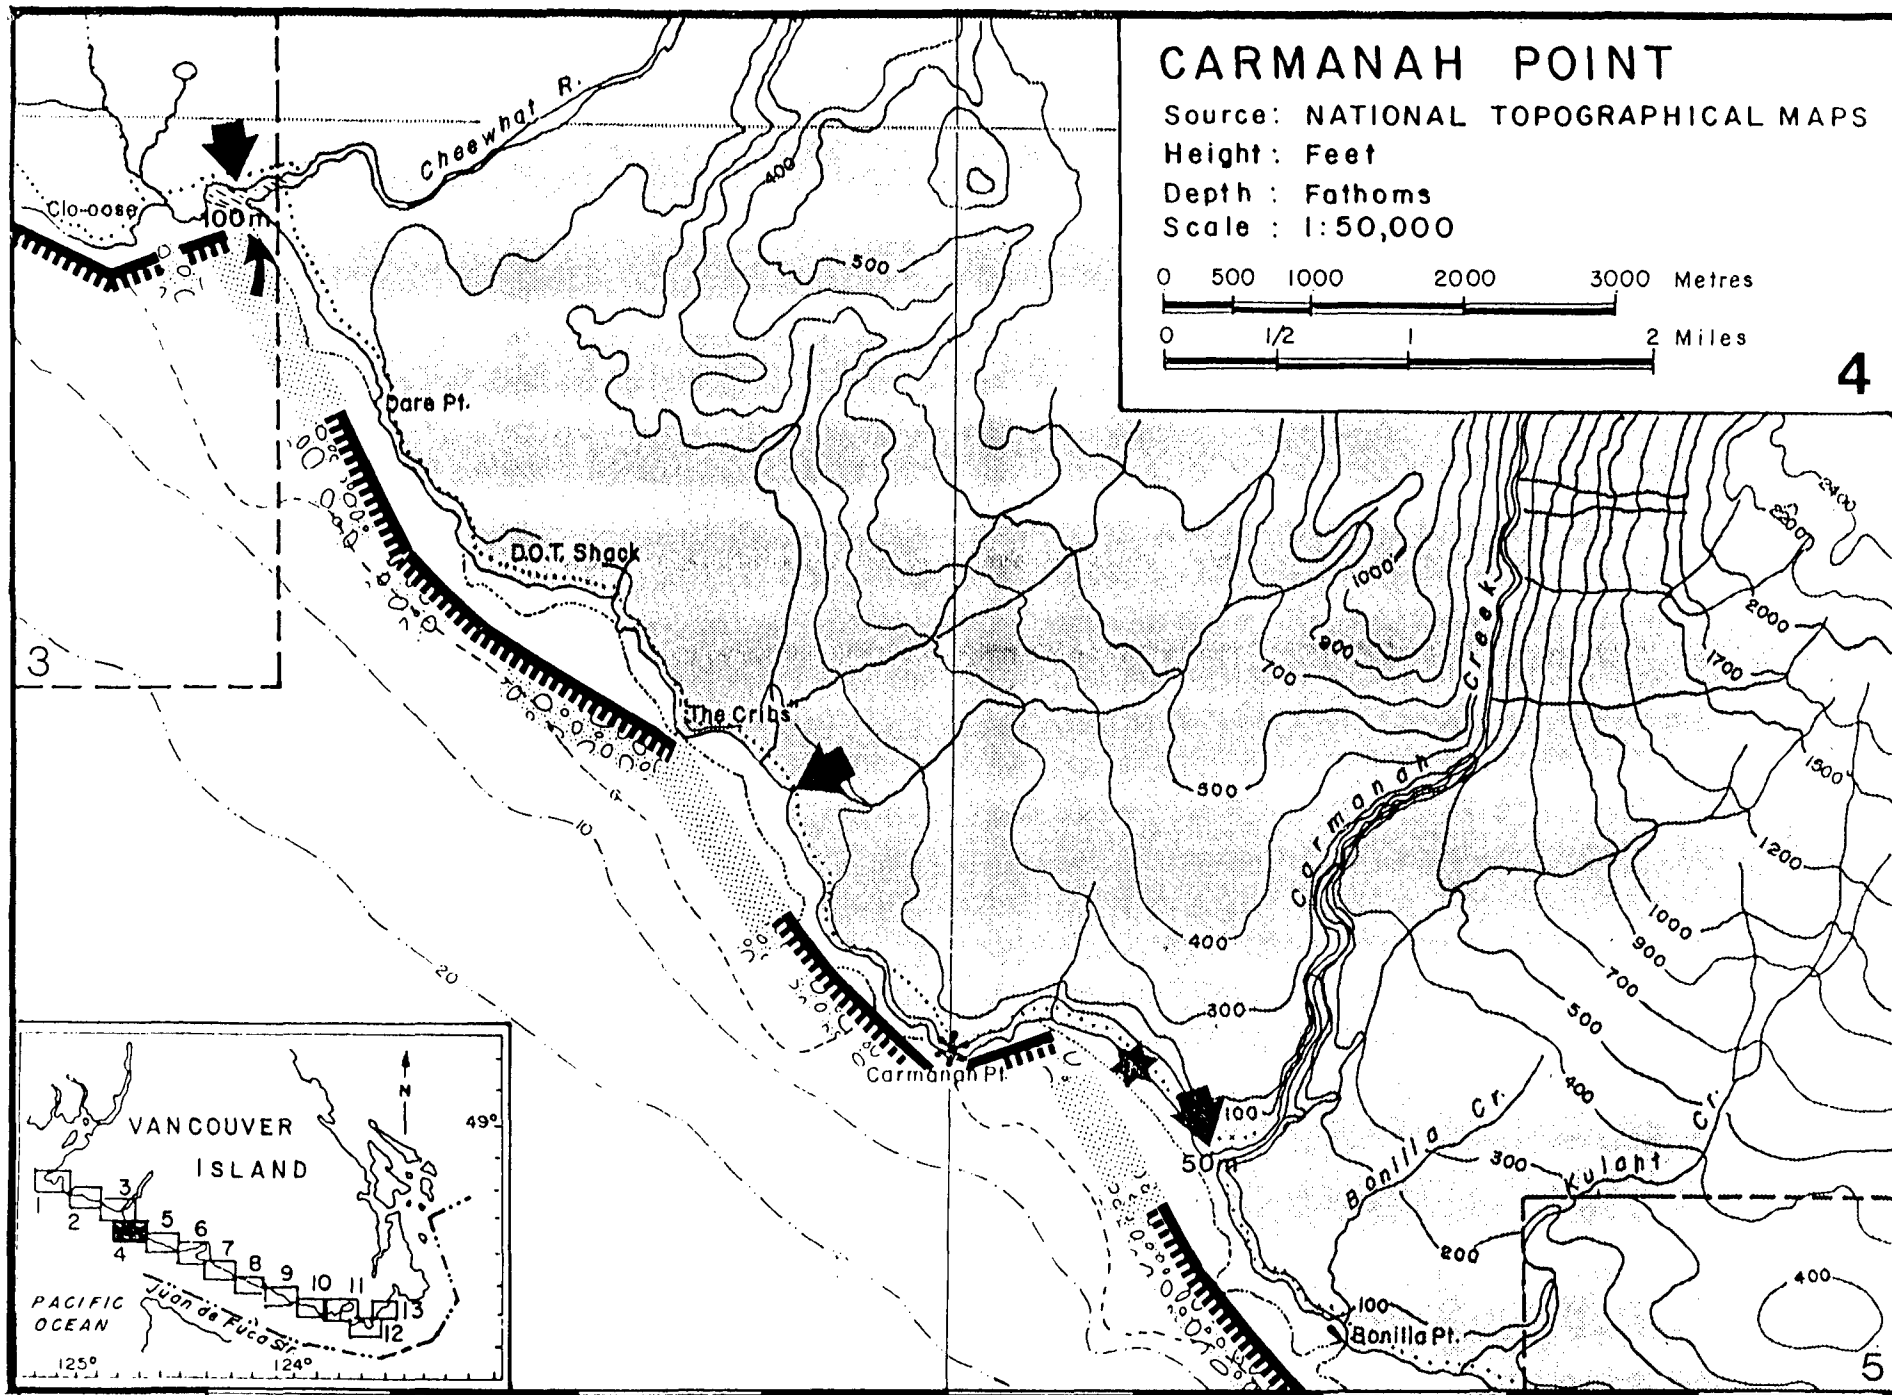 CARMANAH POINT
Source: NATIONAL TOPOGRAPHICAL MAPS
Height: Feet
Depth: Fathoms
Scale: 1:50,000
0 500 1000 2000 3000 Metres
0 1/2 1 2 Miles
4
Cheewhat R.
Clo-oose
100m
400
500
Dare Pt.
D.O.T. Shack
3
"The Cribs"
6
10
20
2400
2200
1000
2000
900
700
1700
Creek
Carmanah
500
1500
1200
1000
900
400
700
500
300
Carmanah Pt.
400
100
50m
Bonilla Cr.
Kulaht Cr.
300
200
400
100
Bonilla Pt.
5
N
49°
VANCOUVER
ISLAND
1
2
3
4
5
6
7
8
9
10
11
12
13
Juan de Fuca Str.
PACIFIC
OCEAN
125°
124°